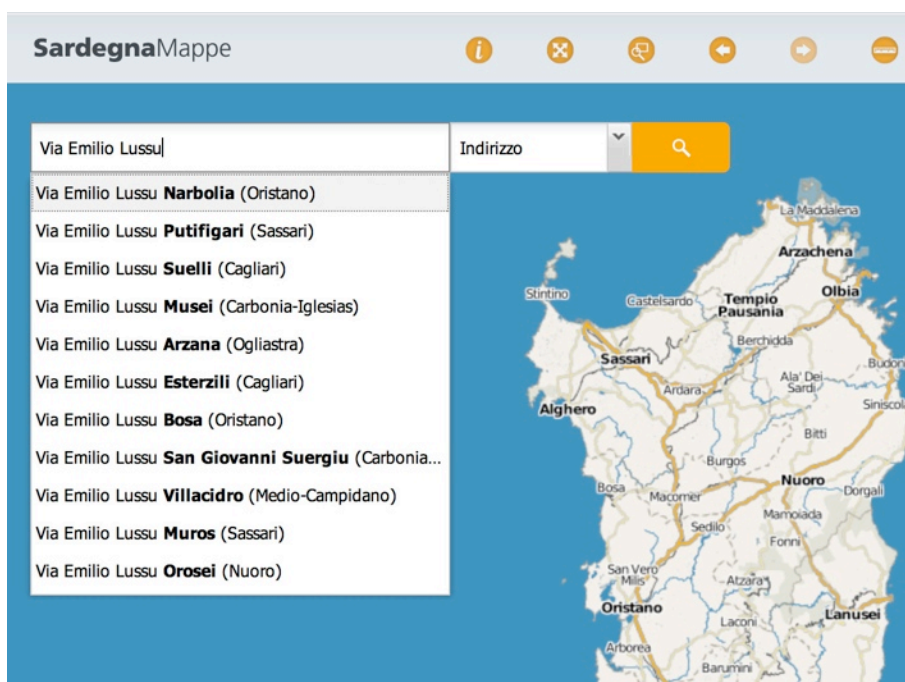 SardegnaMappe
Via Emilio Lussu
Indirizzo
Via Emilio Lussu Narbolia (Oristano)
Via Emilio Lussu Putifigari (Sassari)
Via Emilio Lussu Suelli (Cagliari)
Via Emilio Lussu Musei (Carbonia-Iglesias)
Via Emilio Lussu Arzana (Ogliastra)
Via Emilio Lussu Esterzili (Cagliari)
Via Emilio Lussu Bosa (Oristano)
Via Emilio Lussu San Giovanni Suergiu (Carbonia...
Via Emilio Lussu Villacidro (Medio-Campidano)
Via Emilio Lussu Muros (Sassari)
Via Emilio Lussu Orosei (Nuoro)
La Maddalena
Arzachena
Stintino
Castelsardo
Tempio
Pausania
Olbia
Berchidda
Sassari
Budon
Ardara
Ala' Dei
Sardi
Siniscol
Alghero
Bitti
Burgos
Nuoro
Bosa
Macomer
Dorgali
Mamoiada
Sedilo
Fonni
San Vero
Milis
Atzara
Oristano
Laconi
Lanusei
Arborea
Barumini